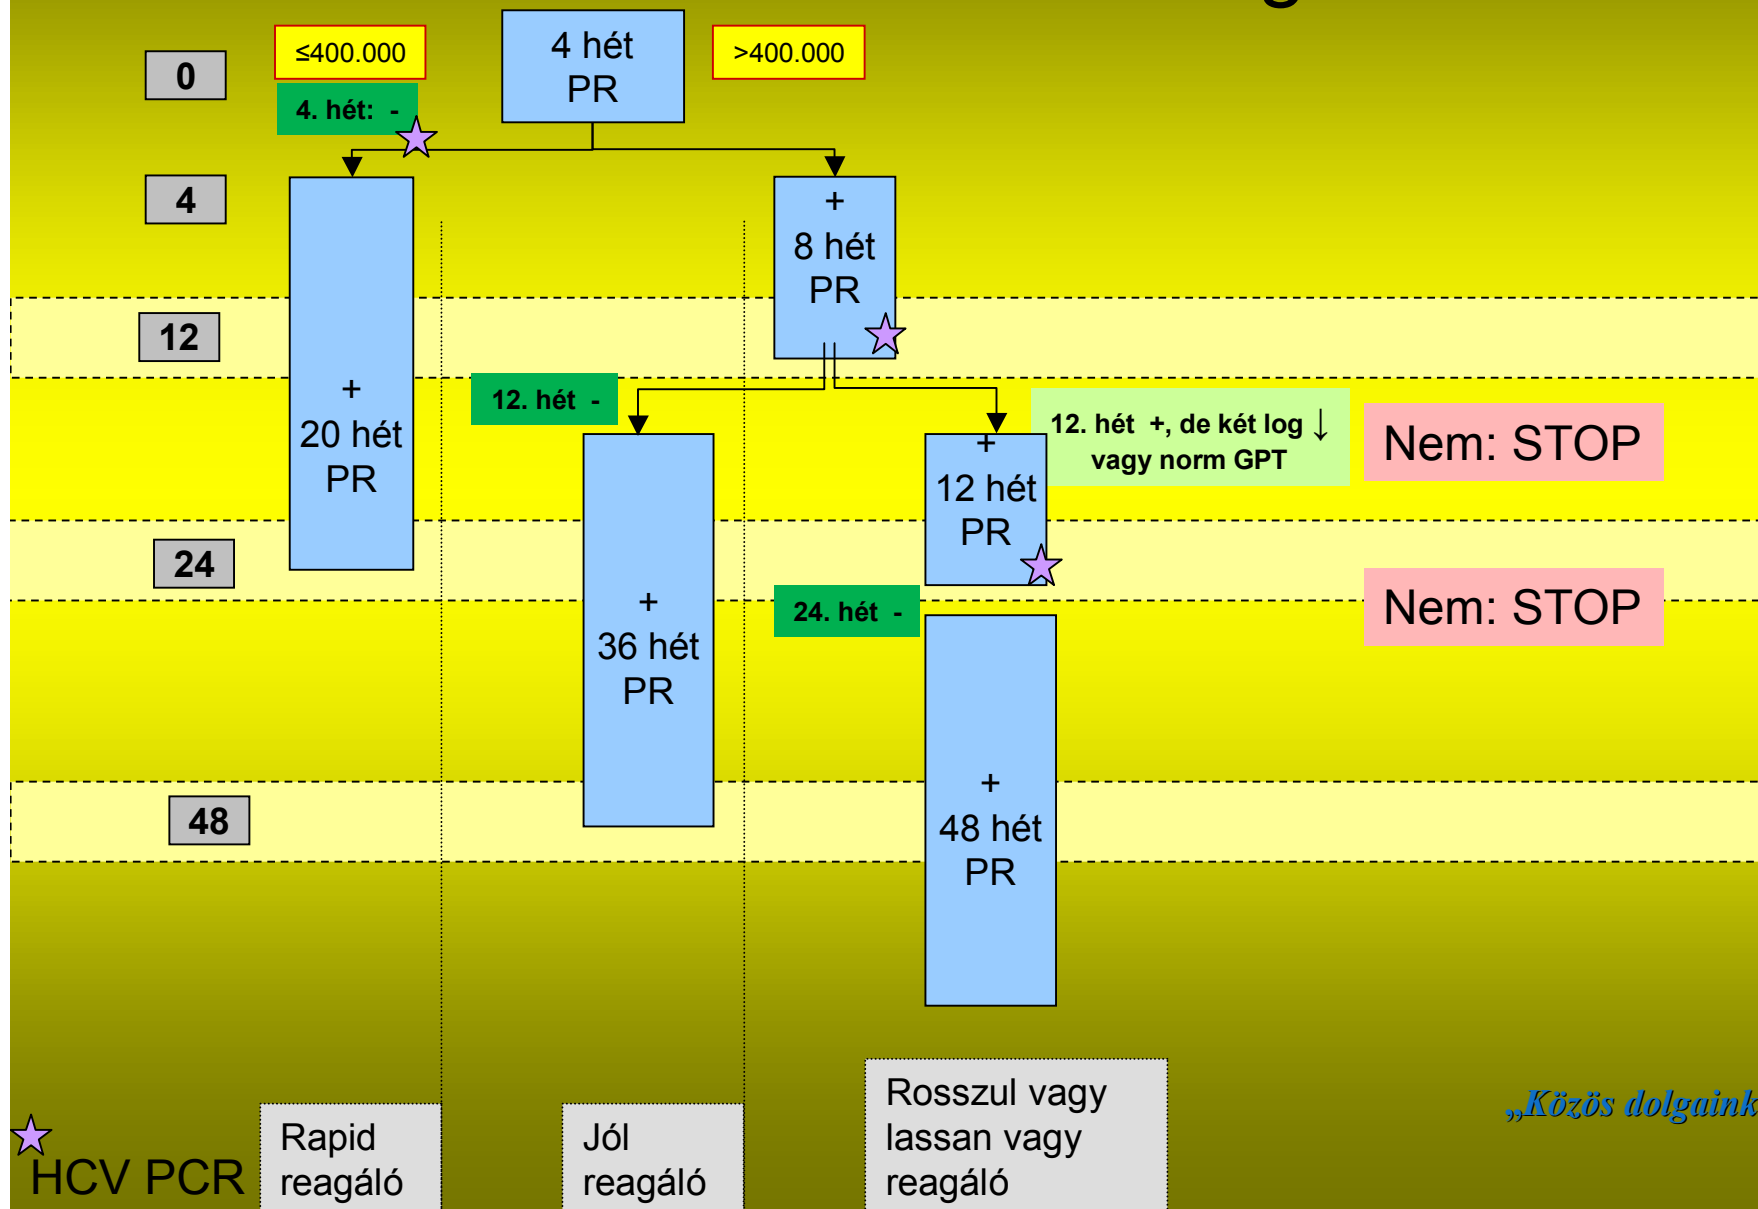 ≤400.000
4 hét
PR
>400.000
0
4. hét: -
4
+
8 hét
PR
12
+
20 hét
PR
12. hét -
12. hét +, de két log ↓
vagy norm GPT
Nem: STOP
+
12 hét
PR
24
+
36 hét
PR
24. hét -
Nem: STOP
48
+
48 hét
PR
HCV PCR
Rapid
reagáló
Jól
reagáló
Rosszul vagy
lassan vagy
reagáló
„Közös dolgaink